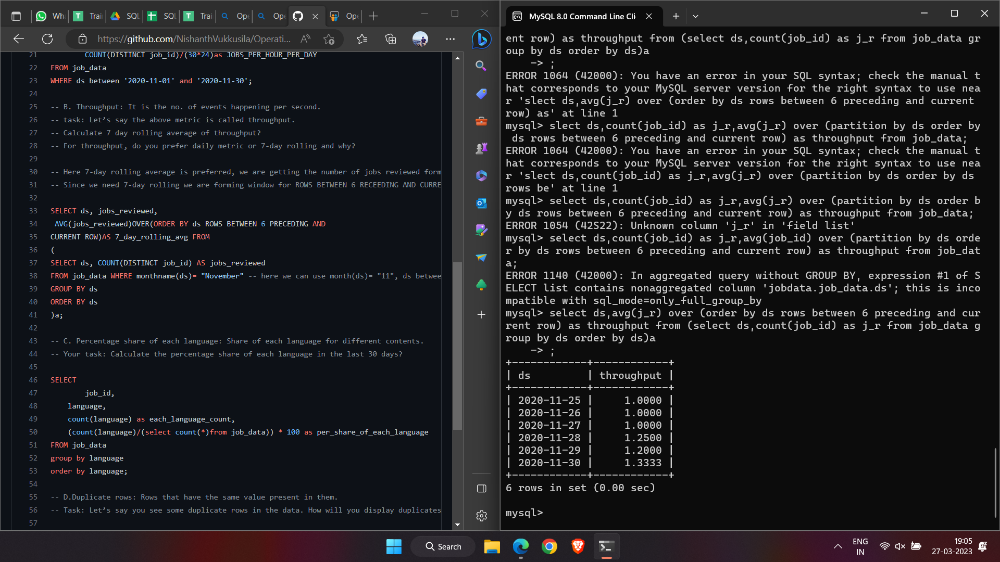 Wh
Trai
SQL
SQL
Trai
Ope
Ope
Ope
https://github.com/NishanthVukkusila/Operati...
21 COUNT(DISTINCT job_id)/(30*24)as JOBS_PER_HOUR_PER_DAY
22 FROM job_data
23 WHERE ds between '2020-11-01' and '2020-11-30';
24
25 -- B. Throughput: It is the no. of events happening per second.
26 -- task: Let’s say the above metric is called throughput.
27 -- Calculate 7 day rolling average of throughput?
28 -- For throughput, do you prefer daily metric or 7-day rolling and why?
29
30 -- Here 7-day rolling average is preferred, we are getting the number of jobs reviewed form
31 -- Since we need 7-day rolling we are forming window for ROWS BETWEEN 6 RECEEDING AND CURRE
32
33 SELECT ds, jobs_reviewed,
34 AVG(jobs_reviewed)OVER(ORDER BY ds ROWS BETWEEN 6 PRECEDING AND
35 CURRENT ROW)AS 7_day_rolling_avg FROM
36 (
37 SELECT ds, COUNT(DISTINCT job_id) AS jobs_reviewed
38 FROM job_data WHERE monthname(ds)= "November" -- here we can use month(ds)= "11", ds betwee
39 GROUP BY ds
40 ORDER BY ds
41 )a;
42
43 -- C. Percentage share of each language: Share of each language for different contents.
44 -- Your task: Calculate the percentage share of each language in the last 30 days?
45
46 SELECT
47 job_id,
48 language,
49 count(language) as each_language_count,
50 (count(language)/(select count(*)from job_data)) * 100 as per_share_of_each_language
51 FROM job_data
52 group by language
53 order by language;
54
55 -- D.Duplicate rows: Rows that have the same value present in them.
56 -- Task: Let’s say you see some duplicate rows in the data. How will you display duplicates
57
MySQL 8.0 Command Line Cli
ent row) as throughput from (select ds,count(job_id) as j_r from job_data gr
oup by ds order by ds)a
-> ;
ERROR 1064 (42000): You have an error in your SQL syntax; check the manual t
hat corresponds to your MySQL server version for the right syntax to use nea
r 'slect ds,avg(j_r) over (order by ds rows between 6 preceding and current
row) as' at line 1
mysql> slect ds,count(job_id) as j_r,avg(j_r) over (partition by ds order by
ds rows between 6 preceding and current row) as throughput from job_data;
ERROR 1064 (42000): You have an error in your SQL syntax; check the manual t
hat corresponds to your MySQL server version for the right syntax to use nea
r 'slect ds,count(job_id) as j_r,avg(j_r) over (partition by ds order by ds
rows be' at line 1
mysql> select ds,count(job_id) as j_r,avg(j_r) over (partition by ds order b
y ds rows between 6 preceding and current row) as throughput from job_data;
ERROR 1054 (42S22): Unknown column 'j_r' in 'field list'
mysql> select ds,count(job_id) as j_r,avg(job_id) over (partition by ds orde
r by ds rows between 6 preceding and current row) as throughput from job_dat
a;
ERROR 1140 (42000): In aggregated query without GROUP BY, expression #1 of S
ELECT list contains nonaggregated column 'jobdata.job_data.ds'; this is inco
mpatible with sql_mode=only_full_group_by
mysql> select ds,avg(j_r) over (order by ds rows between 6 preceding and cur
rent row) as throughput from (select ds,count(job_id) as j_r from job_data g
roup by ds order by ds)a
-> ;
+------------+------------+
| ds         | throughput |
+------------+------------+
| 2020-11-25 |     1.0000 |
| 2020-11-26 |     1.0000 |
| 2020-11-27 |     1.0000 |
| 2020-11-28 |     1.2500 |
| 2020-11-29 |     1.2000 |
| 2020-11-30 |     1.3333 |
+------------+------------+
6 rows in set (0.00 sec)
mysql>
Search
ENG
IN
19:05
27-03-2023